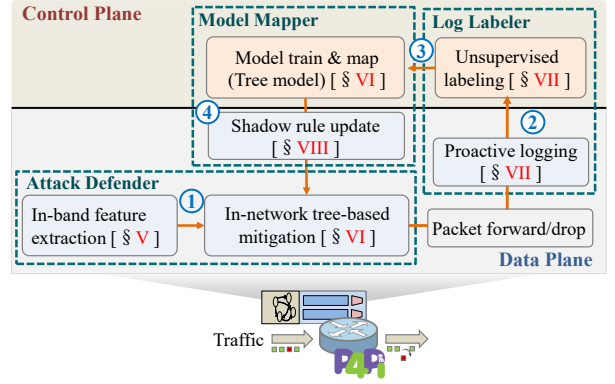 Control Plane
Model Mapper
Log Labeler
Model train & map
(Tree model) [ § VI ]
3
Unsupervised
labeling [ § VII ]
4
2
Shadow rule update
[ § VIII ]
Proactive logging
[ § VII ]
Attack Defender
1
In-band feature
extraction [ § V ]
In-network tree-based
mitigation [ § VI ]
Packet forward/drop
Data Plane
Traffic
P4Pi